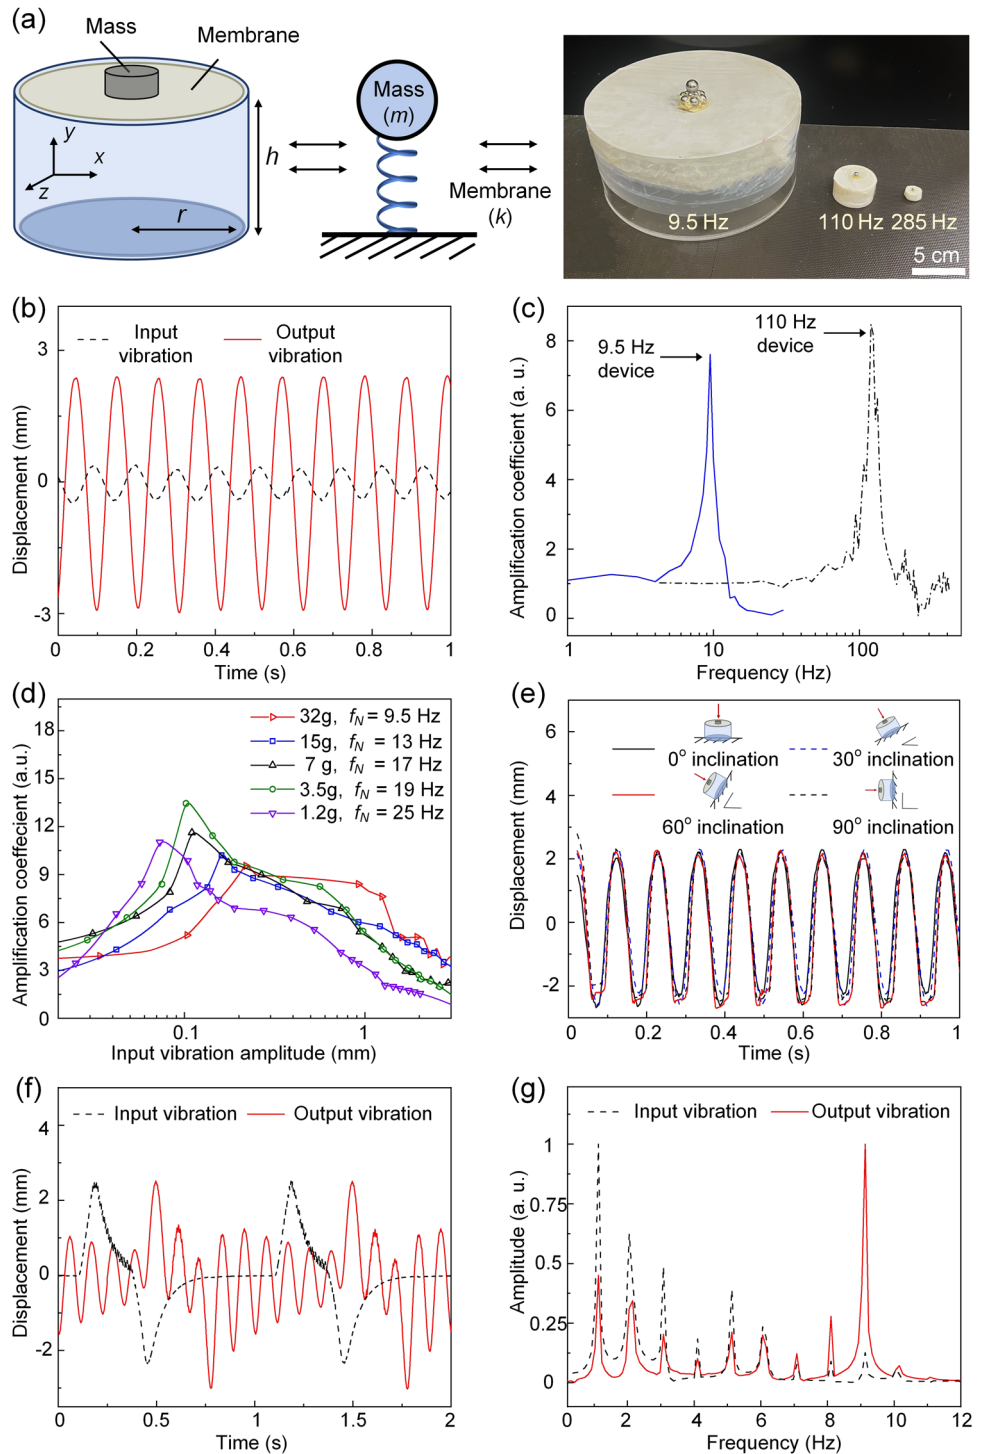 (a)
Mass
Membrane
y
x
z
h
r
Mass
(m)
Membrane
(k)
9.5 Hz
110 Hz
285 Hz
5 cm
(b)
Input vibration
Output vibration
3
0
-3
Displacement (mm)
0 0.2 0.4 0.6 0.8 1
Time (s)
(c)
110 Hz device
9.5 Hz device
8
6
4
2
1
0
Amplification coefficient (a. u.)
1 10 100
Frequency (Hz)
(d)
32g, fN = 9.5 Hz
15g, fN = 13 Hz
7 g, fN = 17 Hz
3.5g, fN = 19 Hz
1.2g, fN = 25 Hz
18
15
12
9
6
3
0
Amplification coeffecient (a.u.)
0.1 1
Input vibration amplitude (mm)
(e)
0° inclination
30° inclination
60° inclination
90° inclination
6
4
2
0
-2
Displacement (mm)
0 0.2 0.4 0.6 0.8 1
Time (s)
(f)
Input vibration
Output vibration
4
2
0
-2
Displacement (mm)
0 0.5 1 1.5 2
Time (s)
(g)
Input vibration
Output vibration
1
0.75
0.5
0.25
0
Amplitude (a. u.)
0 2 4 6 8 10 12
Frequency (Hz)